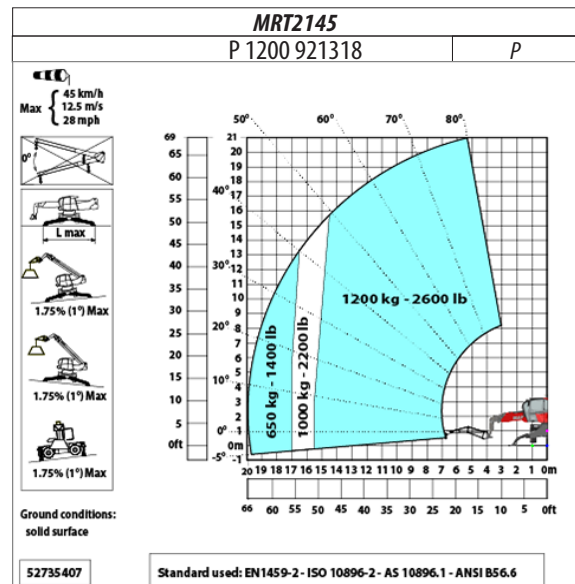 MRT2145
P 1200 921318 P
Max { 45 km/h
12.5 m/s
28 mph
0°
L max
1.75% (1°) Max
1.75% (1°) Max
1.75% (1°) Max
Ground conditions:
solid surface
52735407
50° 60° 70° 80°
40°
30°
20°
10°
0°
-5°
69
65
60
55
50
45
40
35
30
25
20
15
10
5
0ft
21
20
19
18
17
16
15
14
13
12
11
10
9
8
7
6
5
4
3
2
1
0m
-1
650 kg - 1400 lb
1000 kg - 2200 lb
1200 kg - 2600 lb
20 19 18 17 16 15 14 13 12 11 10 9 8 7 6 5 4 3 2 1 0m
66 60 55 50 45 40 35 30 25 20 15 10 5 0ft
Standard used: EN1459-2 - ISO 10896-2 - AS 10896.1 - ANSI B56.6